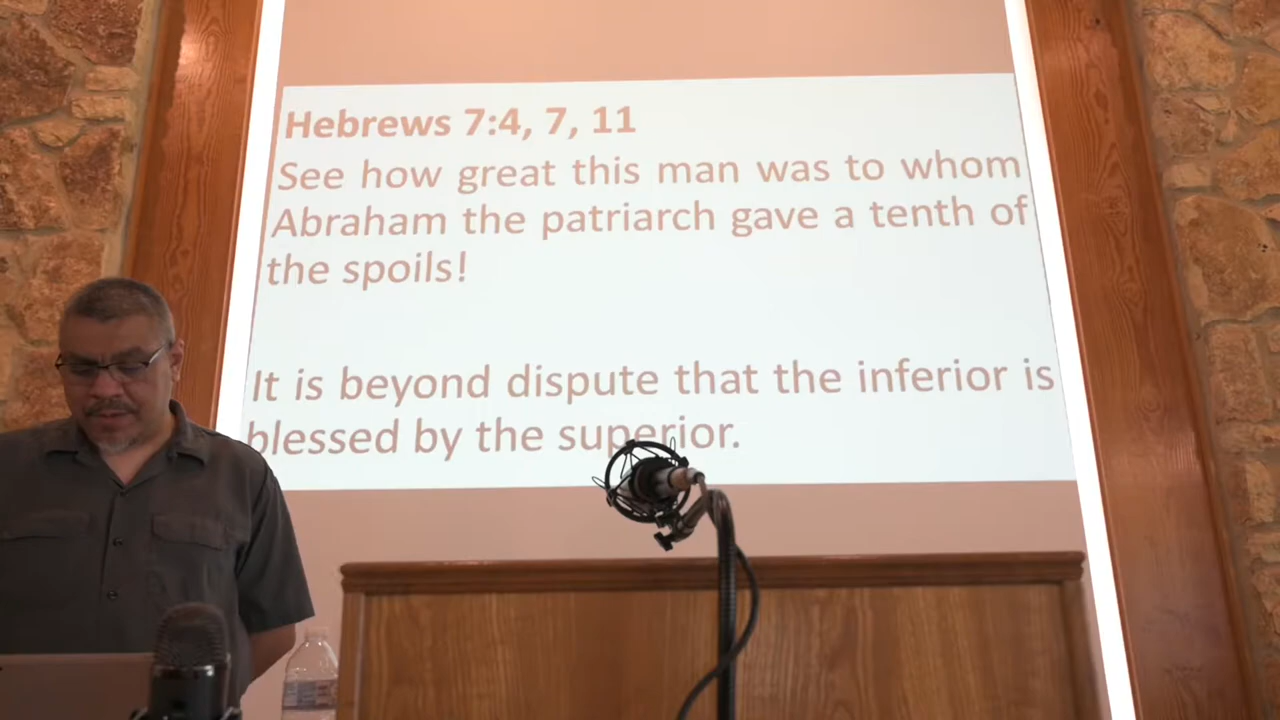 Hebrews 7:4, 7, 11
See how great this man was to whom
Abraham the patriarch gave a tenth of
the spoils!
It is beyond dispute that the inferior is
blessed by the superior.